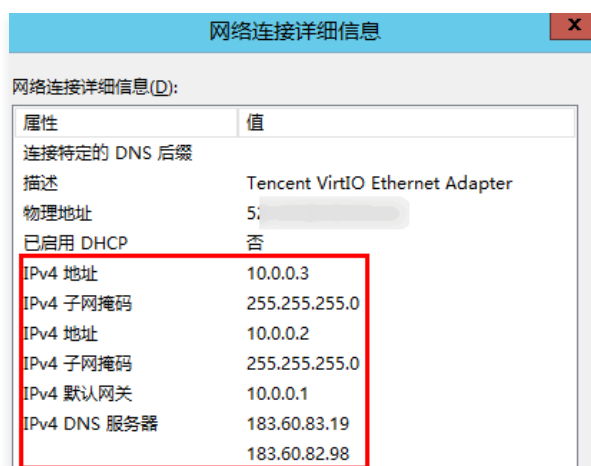 网络连接详细信息
x
网络连接详细信息(D):
属性 值
连接特定的 DNS 后缀
描述 Tencent VirtIO Ethernet Adapter
物理地址
已启用 DHCP 否
IPv4 地址 10.0.0.3
IPv4 子网掩码 255.255.255.0
IPv4 地址 10.0.0.2
IPv4 子网掩码 255.255.255.0
IPv4 默认网关 10.0.0.1
IPv4 DNS 服务器 183.60.83.19
183.60.82.98